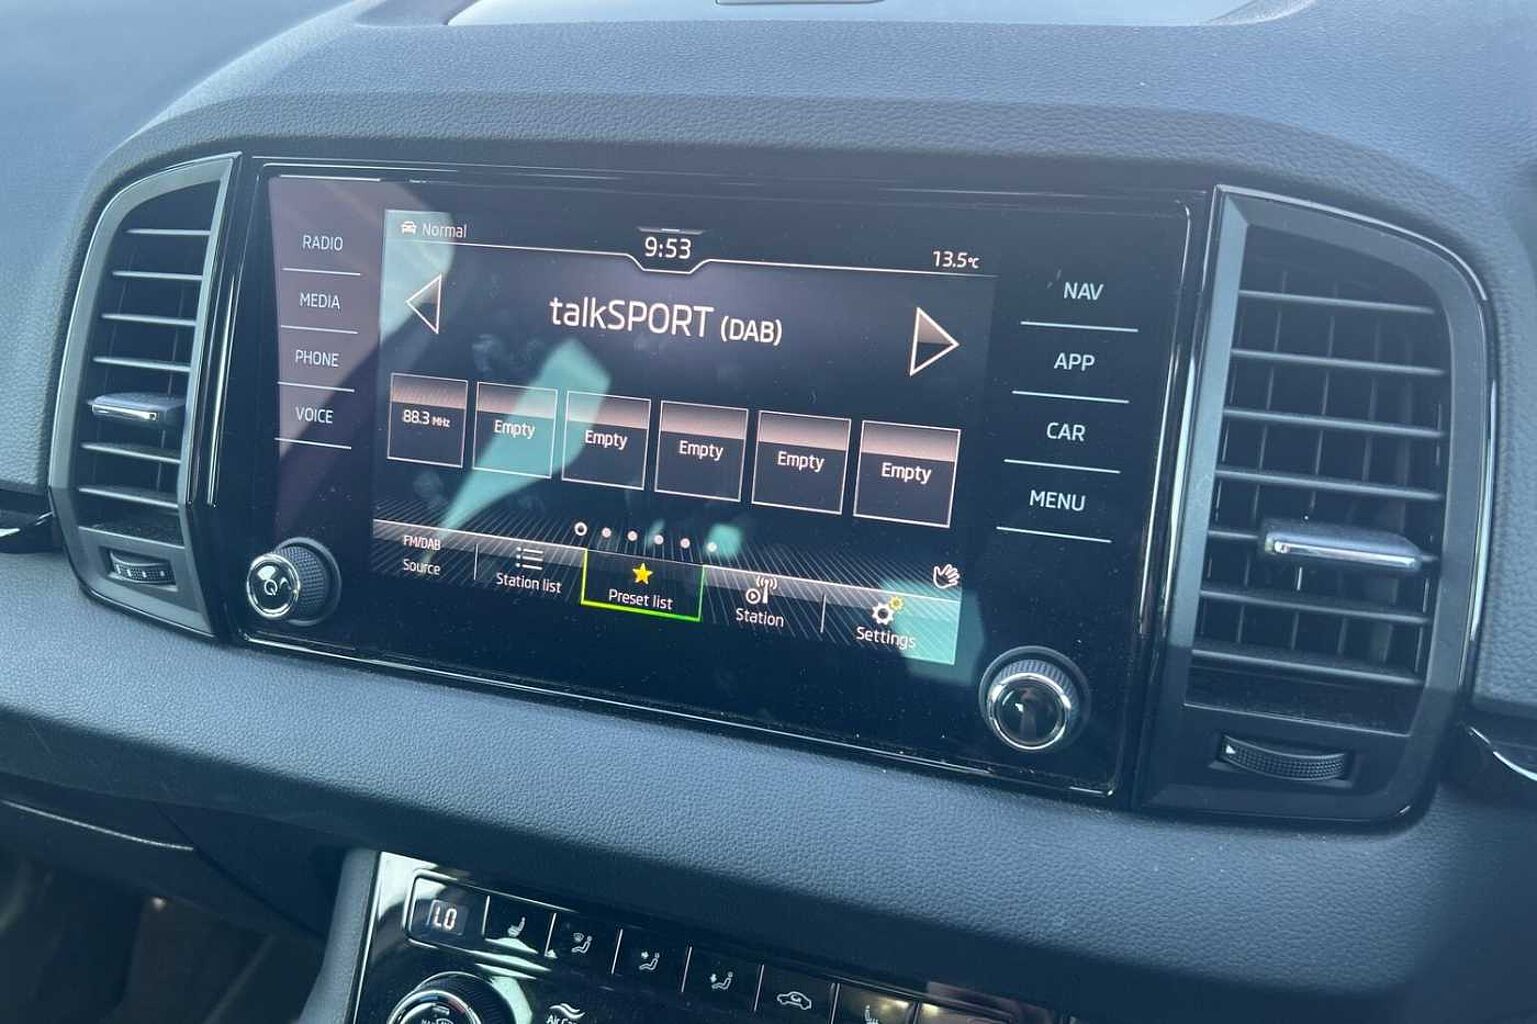 Normal
9:53
13.5°C
RADIO
MEDIA
PHONE
VOICE
talkSPORT (DAB)
NAV
APP
CAR
MENU
88.3 MHz
Empty
Empty
Empty
Empty
Empty
FM/DAB
Source
Station list
Preset list
Station
Settings
LO